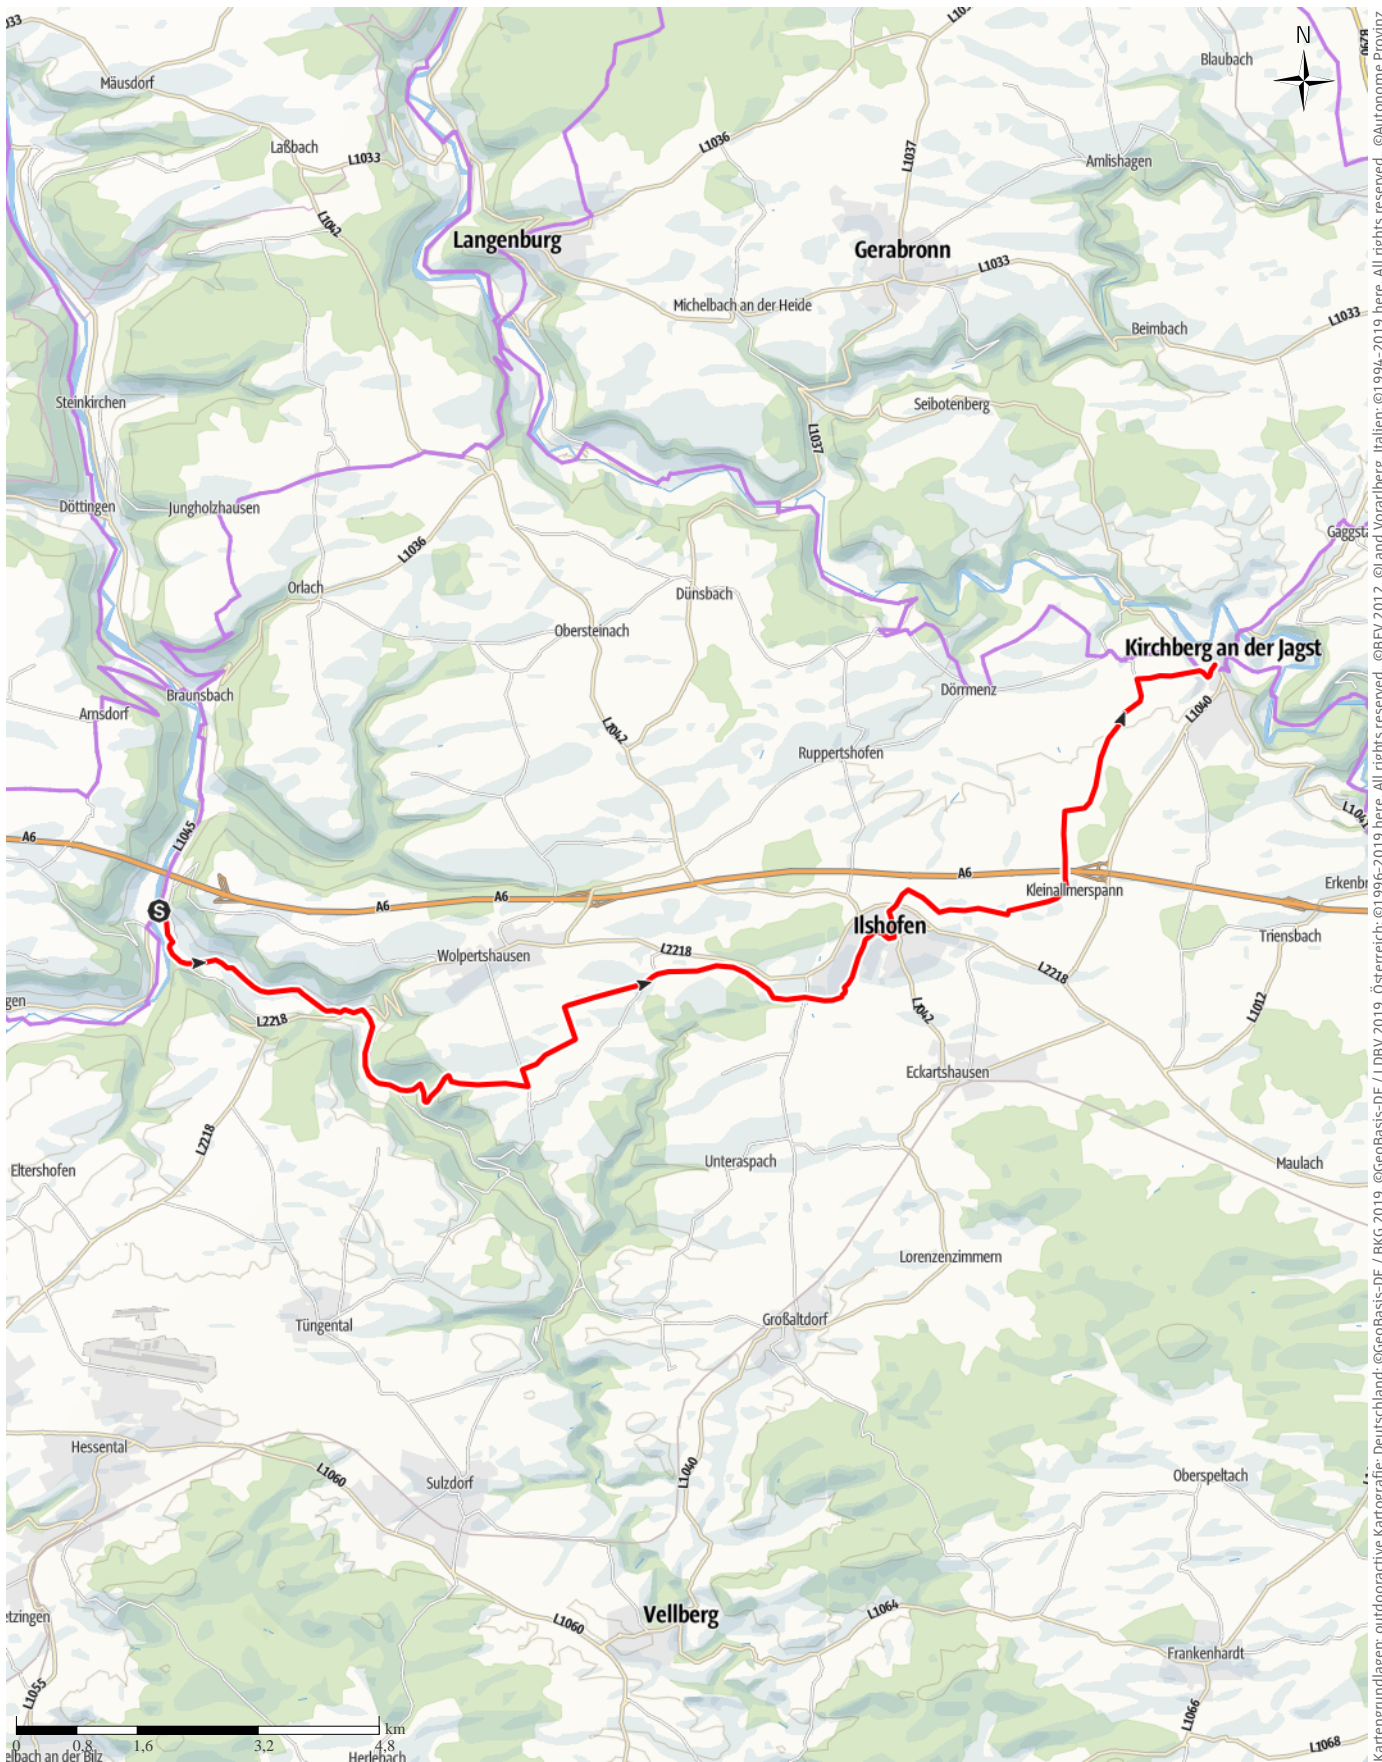 N
Blaubach
Mäusdorf
L1036
L1037
Laßbach
L1033
Amlishagen
L1042
Langenburg
Gerabronn
L1033
Michelbach an der Heide
L1033
Beimbach
Steinkirchen
Seibotenberg
L1037
Döttingen
Jungholzhausen
L1036
Orlach
Dünsbach
Obersteinach
Kirchberg an der Jagst
Braunsbach
Dörrmenz
Arnsdorf
L1040
L1042
Ruppertshofen
L1041
L1045
A6
A6
A6
A6
Kleinallmerspann
S
Ilshofen
Triensbach
Wolpertshausen
L2218
L2218
L1012
L2218
L1042
Eckartshausen
L2218
Eltershofen
Unteraspach
Maulach
Lorenzenzimmern
Tüngental
Großaltdorf
Hessental
L1060
Sulzdorf
L1040
Oberspeltach
Vellberg
L1064
L1060
Frankenhardt
L1055
L1066
km
0 0,8 1,6 3,2 4,8
Herlebach
L1068